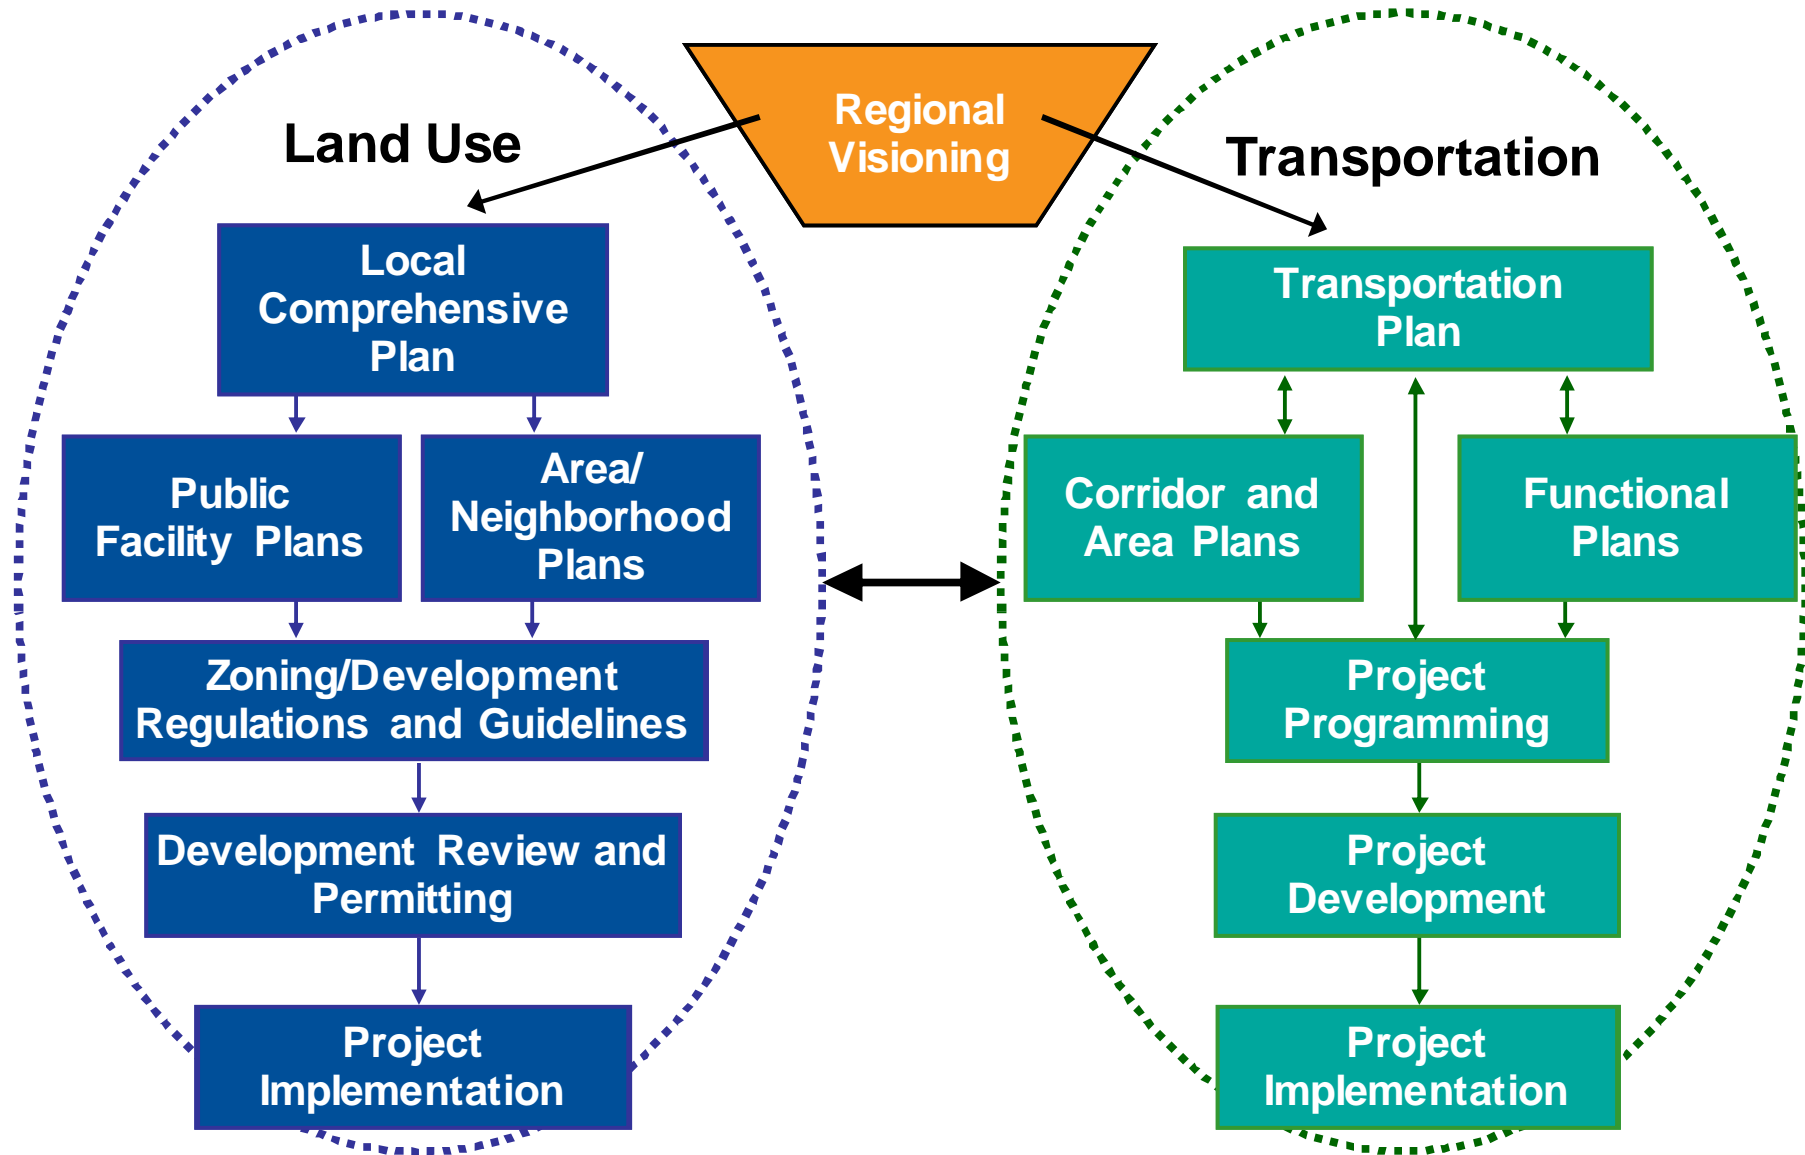 Regional
Visioning
Land Use
Local
Comprehensive
Plan
Public
Facility Plans
Area/
Neighborhood
Plans
Zoning/Development
Regulations and Guidelines
Development Review and
Permitting
Project
Implementation
Transportation
Transportation
Plan
Corridor and
Area Plans
Functional
Plans
Project
Programming
Project
Development
Project
Implementation